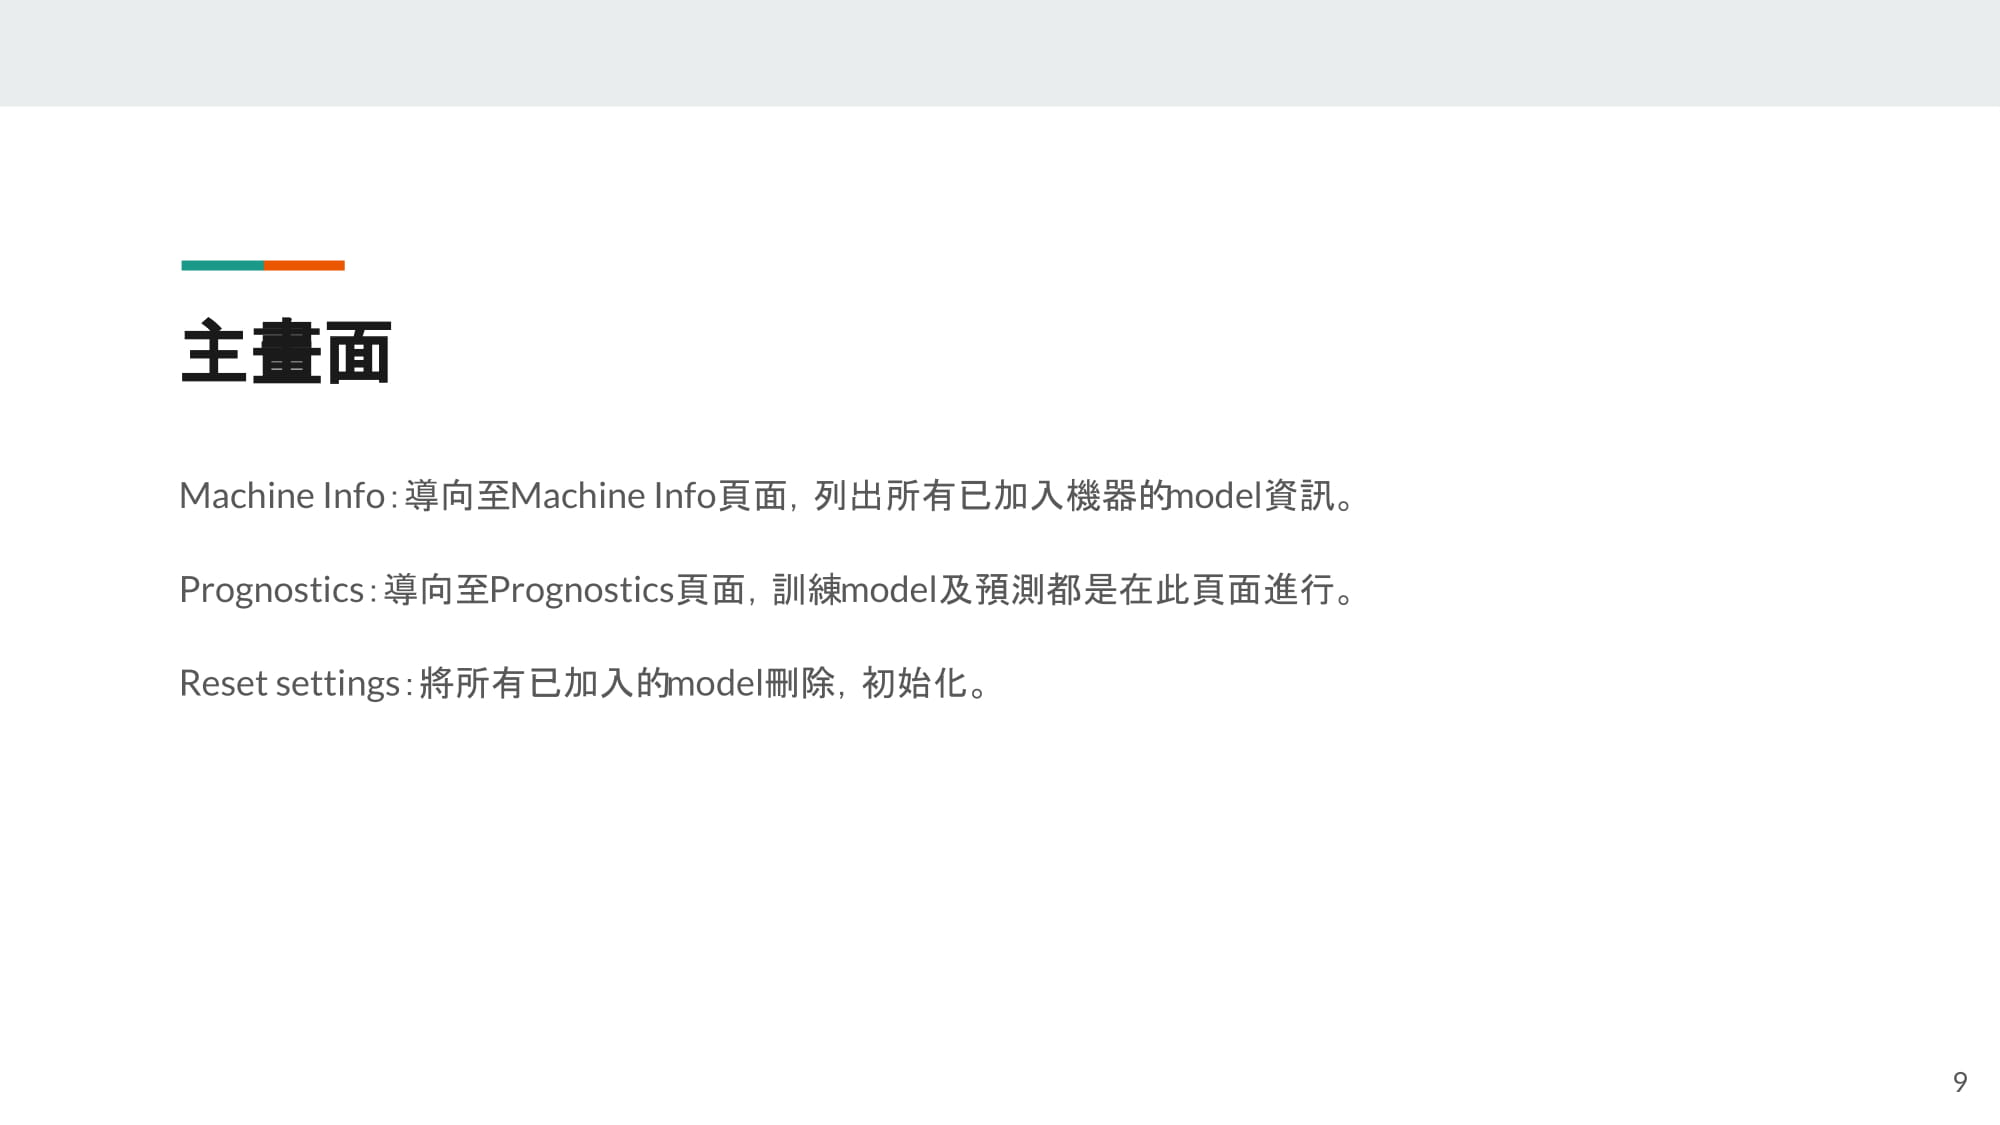 主畫面
Machine Info：導向至Machine Info頁面，列出所有已加入機器的model資訊。
Prognostics：導向至Prognostics頁面，訓練model及預測都是在此頁面進行。
Reset settings：將所有已加入的model刪除，初始化。
9